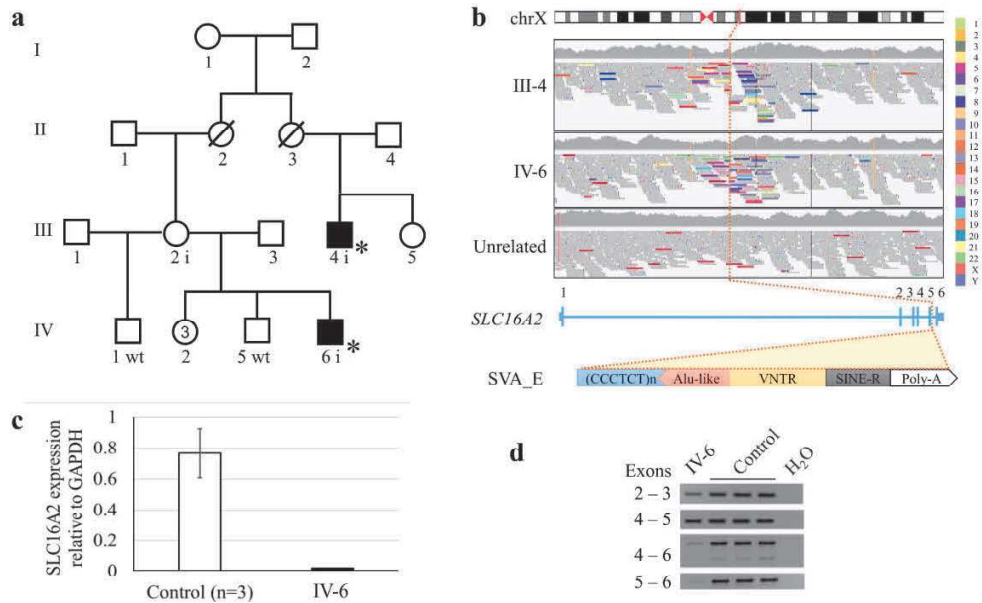 a
I
1
2
II
1
2
3
4
III
1
2 i
3
4 i *
5
IV
1 wt
3
2
5 wt
6 i *
b
chrX
III-4
IV-6
Unrelated
1
2
3
4
5
6
7
8
9
10
11
12
13
14
15
16
17
18
19
20
21
22
X
Y
1 2 3 4 5 6
SLC16A2
SVA_E (CCCTCT)n Alu-like VNTR SINE-R Poly-A
c
SLC16A2 expression
relative to GAPDH
1
0.8
0.6
0.4
0.2
0
Control (n=3) IV-6
d
Exons IV-6 Control H₂O
2 – 3
4 – 5
4 – 6
5 – 6